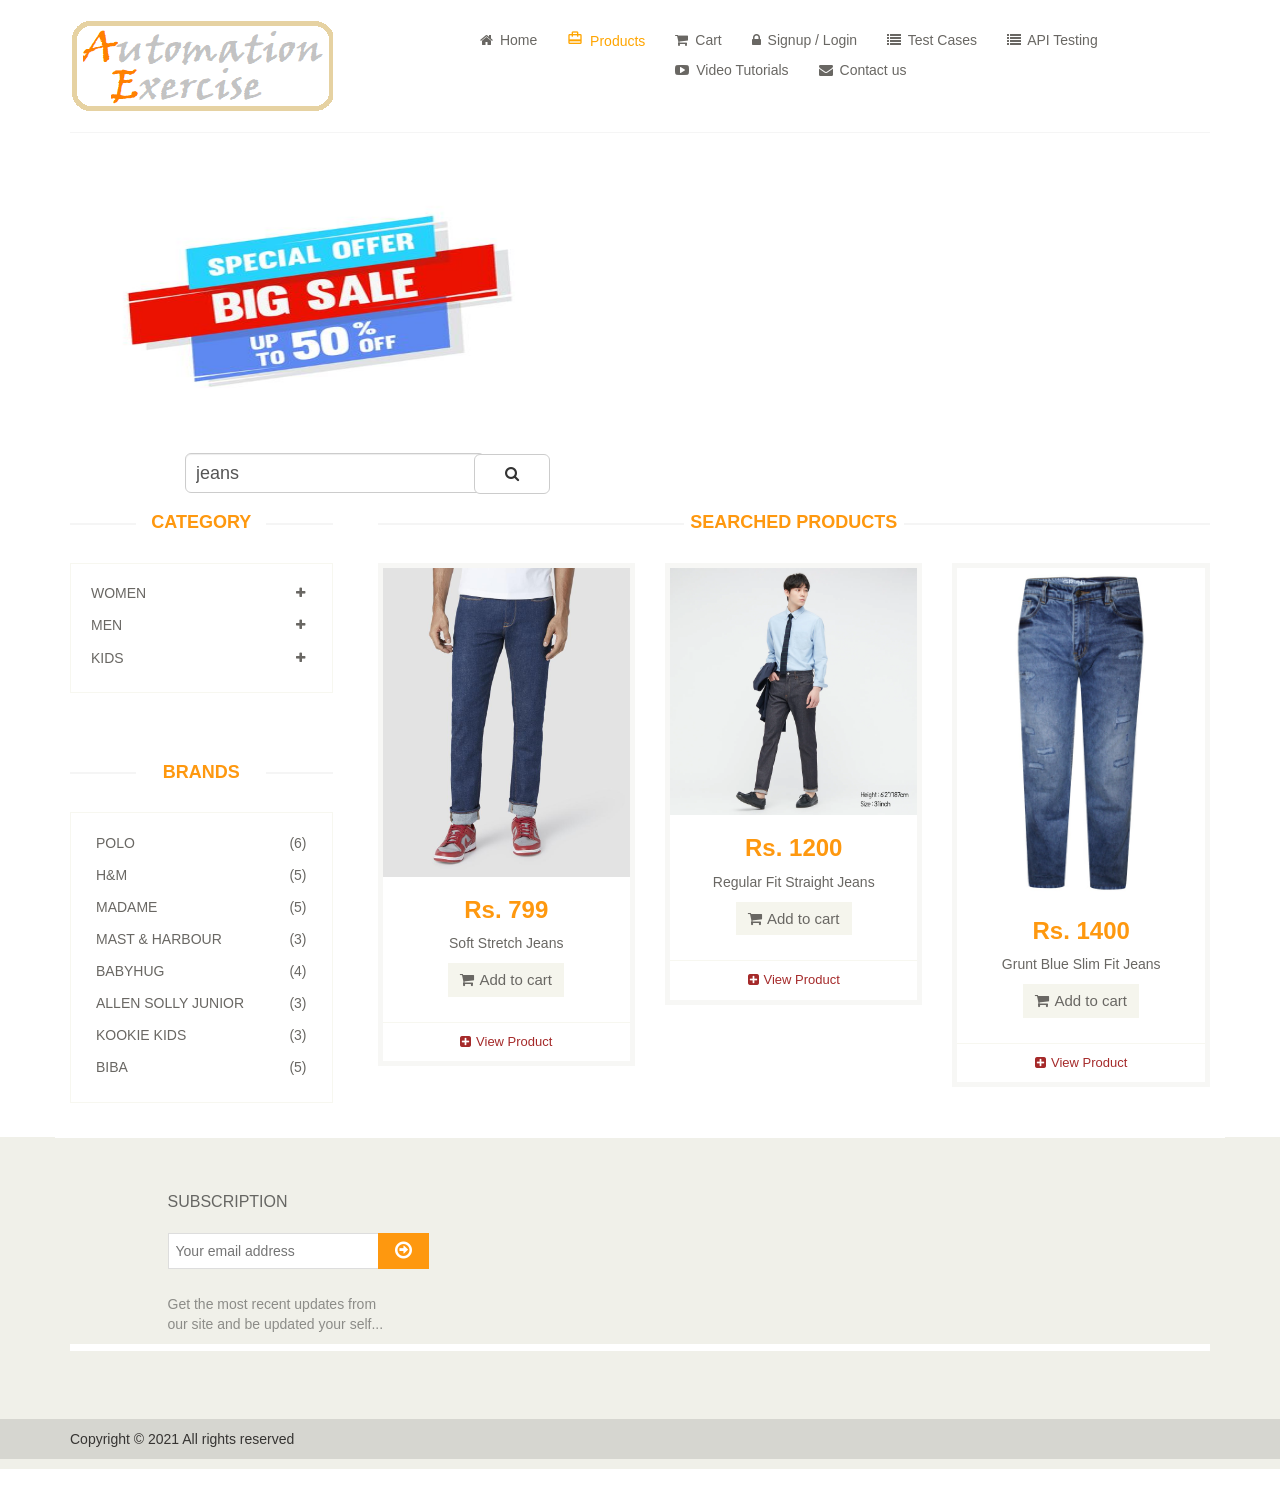 Automation
Exercise
Home
Products
Cart
Signup / Login
Test Cases
API Testing
Video Tutorials
Contact us
SPECIAL OFFER
BIG SALE
UP TO 50% OFF
jeans
CATEGORY
WOMEN
MEN
KIDS
BRANDS
POLO (6)
H&M (5)
MADAME (5)
MAST & HARBOUR (3)
BABYHUG (4)
ALLEN SOLLY JUNIOR (3)
KOOKIE KIDS (3)
BIBA (5)
SEARCHED PRODUCTS
Rs. 799
Soft Stretch Jeans
Add to cart
View Product
Height : 6'2"/187cm
Size : 31inch
Rs. 1200
Regular Fit Straight Jeans
Add to cart
View Product
Rs. 1400
Grunt Blue Slim Fit Jeans
Add to cart
View Product
SUBSCRIPTION
Your email address
Get the most recent updates from
our site and be updated your self...
Copyright © 2021 All rights reserved